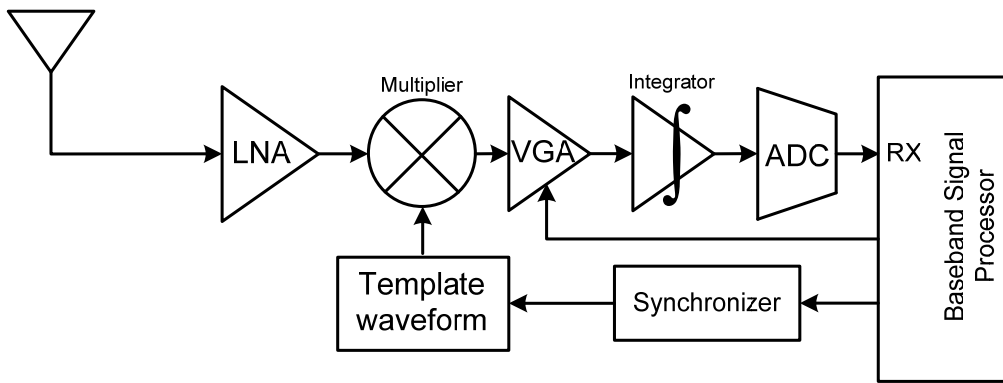 Multiplier
Integrator
LNA
VGA
∫
ADC
RX
Baseband Signal
Processor
Template
waveform
Synchronizer